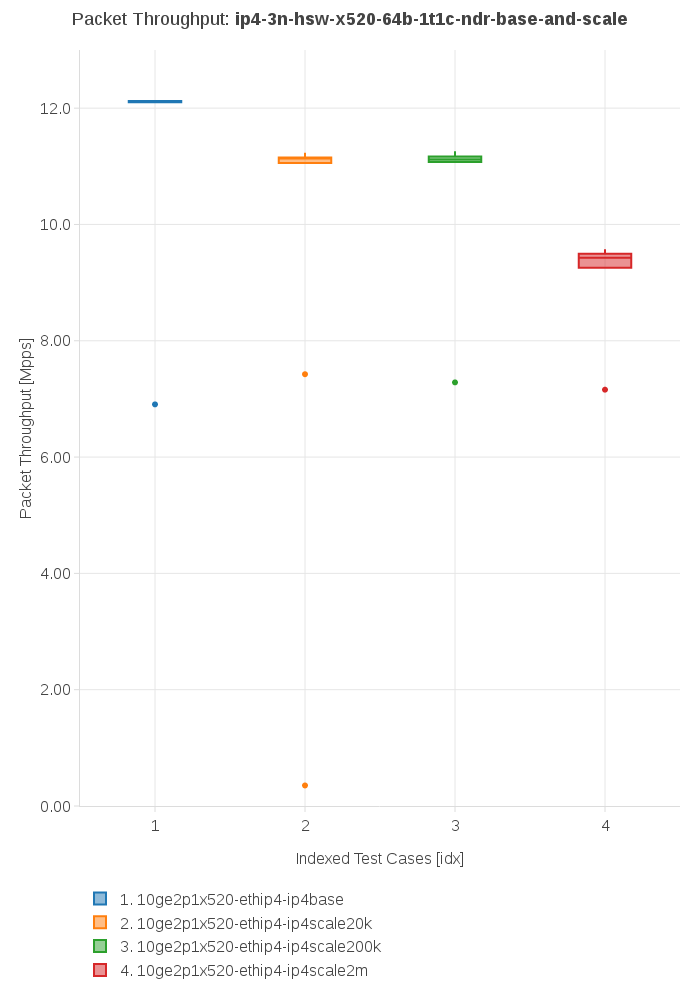 Packet Throughput: ip4-3n-hsw-x520-64b-1t1c-ndr-base-and-scale
12.0
10.0
8.00
6.00
4.00
2.00
0.00
Packet Throughput [Mpps]
1 2 3 4
Indexed Test Cases [idx]
1. 10ge2p1x520-ethip4-ip4base
2. 10ge2p1x520-ethip4-ip4scale20k
3. 10ge2p1x520-ethip4-ip4scale200k
4. 10ge2p1x520-ethip4-ip4scale2m